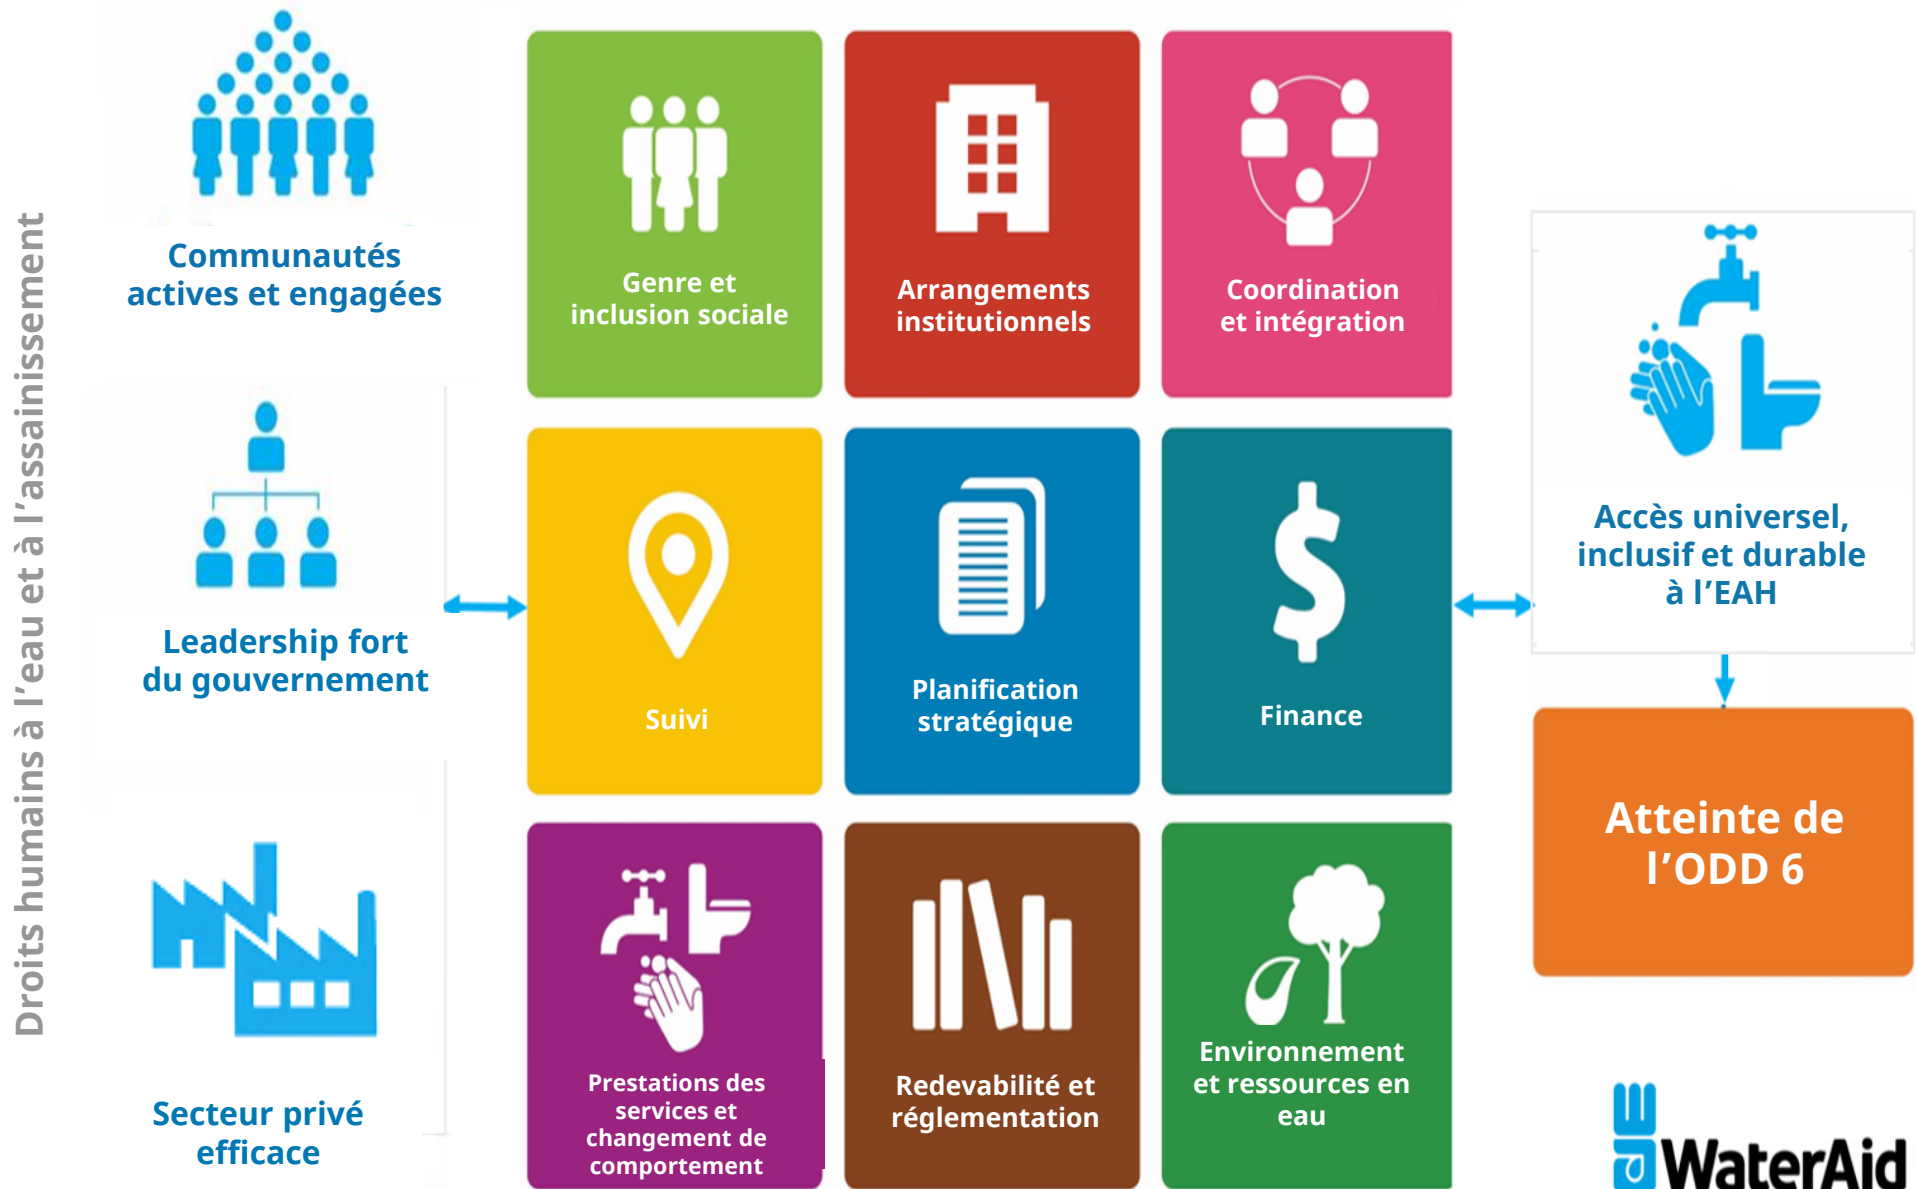 Droits humains à l’eau et à l’assainissement
Communautés
actives et engagées
Leadership fort
du gouvernement
Secteur privé
efficace
Genre et
inclusion sociale
Arrangements
institutionnels
Coordination
et intégration
Suivi
Planification
stratégique
Finance
Prestations des
services et
changement de
comportement
Redevabilité et
réglementation
Environnement
et ressources en
eau
Accès universel,
inclusif et durable
à l’EAH
Atteinte de
l’ODD 6
WaterAid